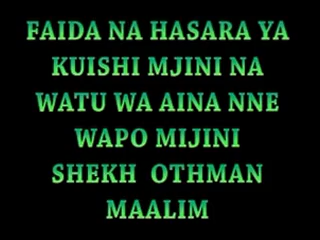 FAIDA NA HASARA YA
KUISHI MJINI NA
WATU WA AINA NNE
WAPO MIJINI
SHEKH OTHMAN
MAALIM